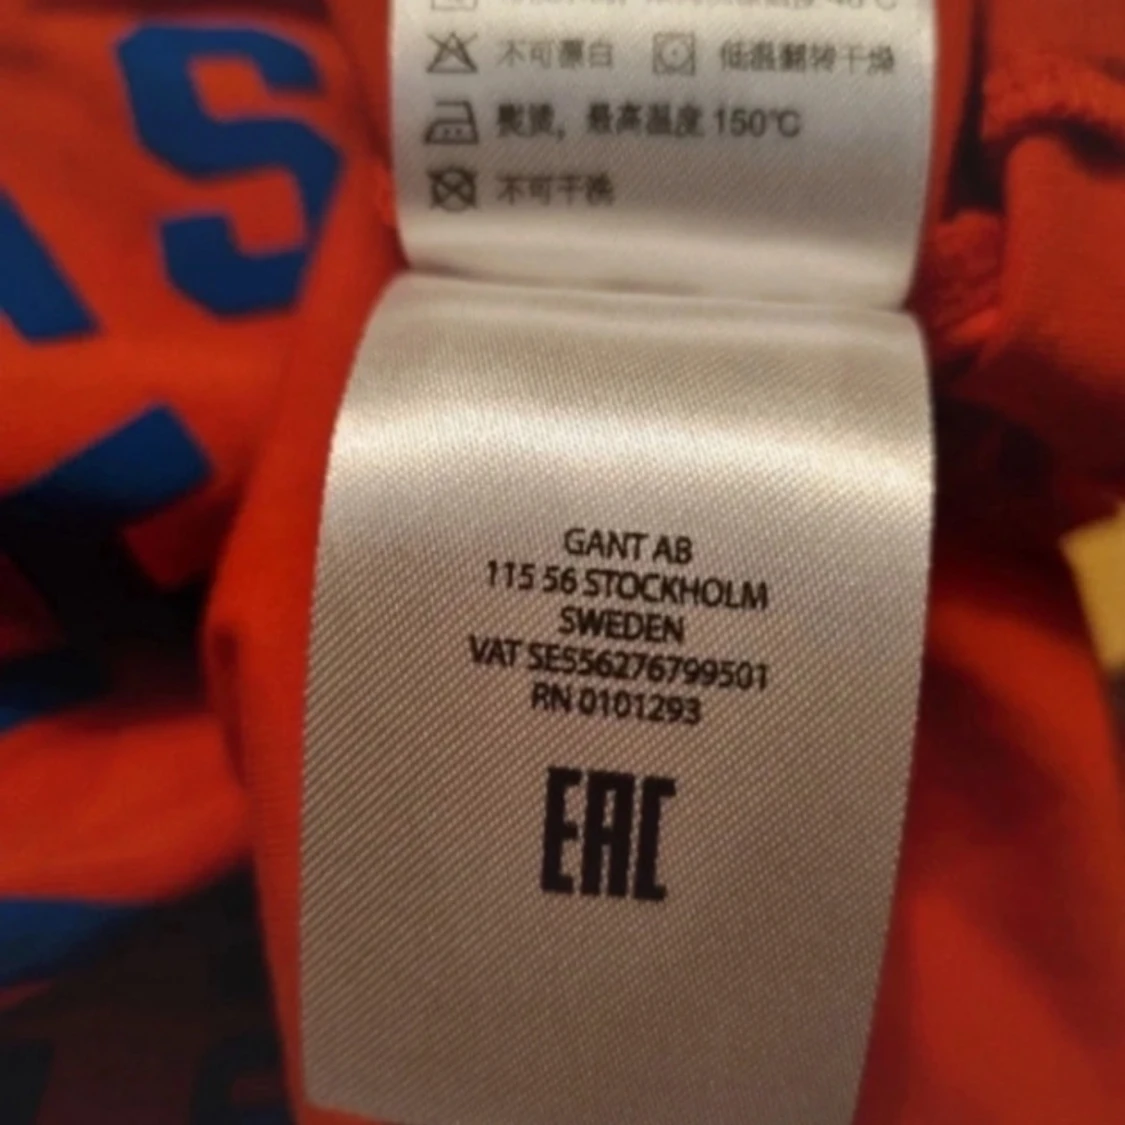 S
不可漂白 低温翻转干燥
熨烫，最高温度 150℃
不可干洗
GANT AB
115 56 STOCKHOLM
SWEDEN
VAT SE556276799501
RN 0101293
EAC